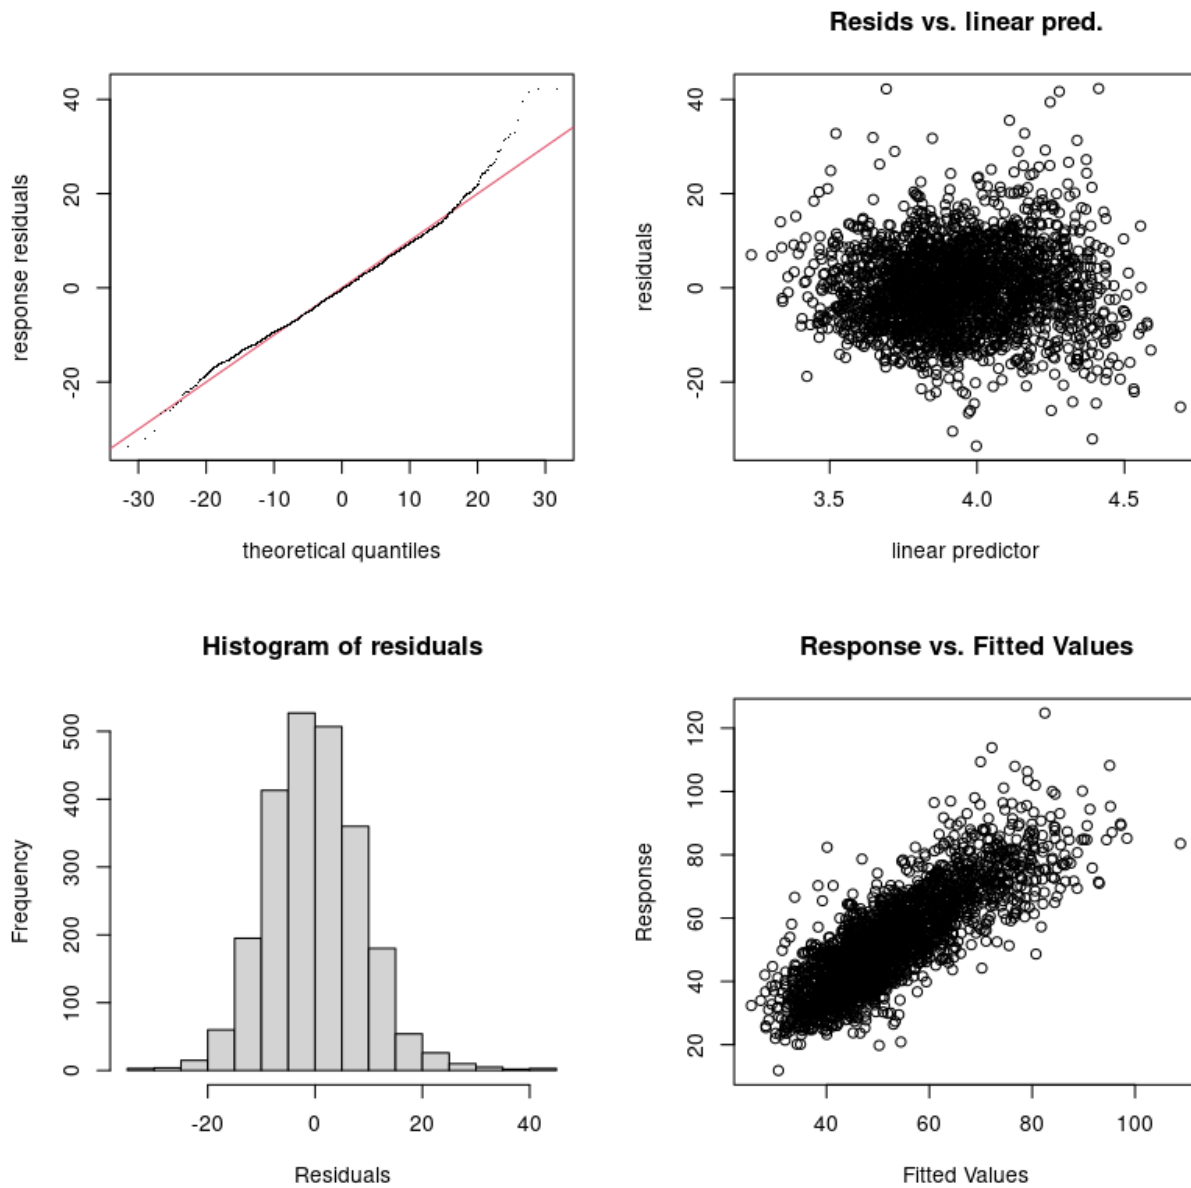 Resids vs. linear pred.
response residuals
-20 0 20 40
-30 -20 -10 0 10 20 30
theoretical quantiles
residuals
-20 0 20 40
3.5 4.0 4.5
linear predictor
Histogram of residuals
Frequency
0 100 200 300 400 500
-20 0 20 40
Residuals
Response vs. Fitted Values
Response
20 40 60 80 100 120
40 60 80 100
Fitted Values